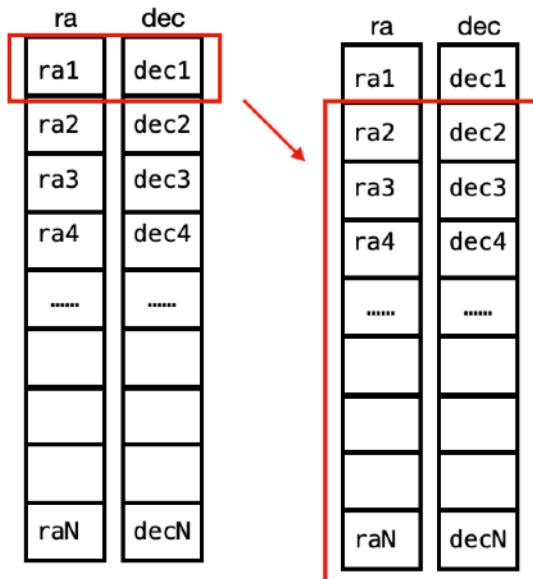 ra dec
ra1 dec1
ra2 dec2
ra3 dec3
ra4 dec4
...... ......
raN decN
ra dec
ra1 dec1
ra2 dec2
ra3 dec3
ra4 dec4
...... ......
raN decN